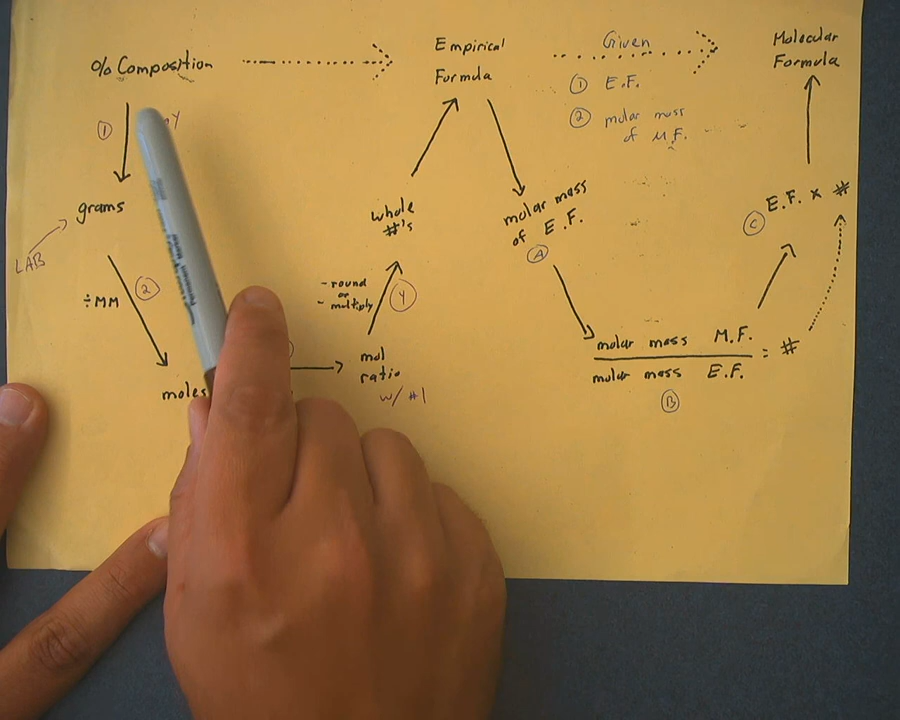 % Composition
Empirical
Formula
Given
① E.F.
② molar mass
of M.F.
Molecular
Formula
①
Y
grams
LAB
÷MM
②
moles
mol
ratio
w/ #1
- round
or
- multiply
Y
whole
#'s
molar mass
of E.F.
A
molar mass M.F.
molar mass E.F.
= #
B
C
E.F. x #